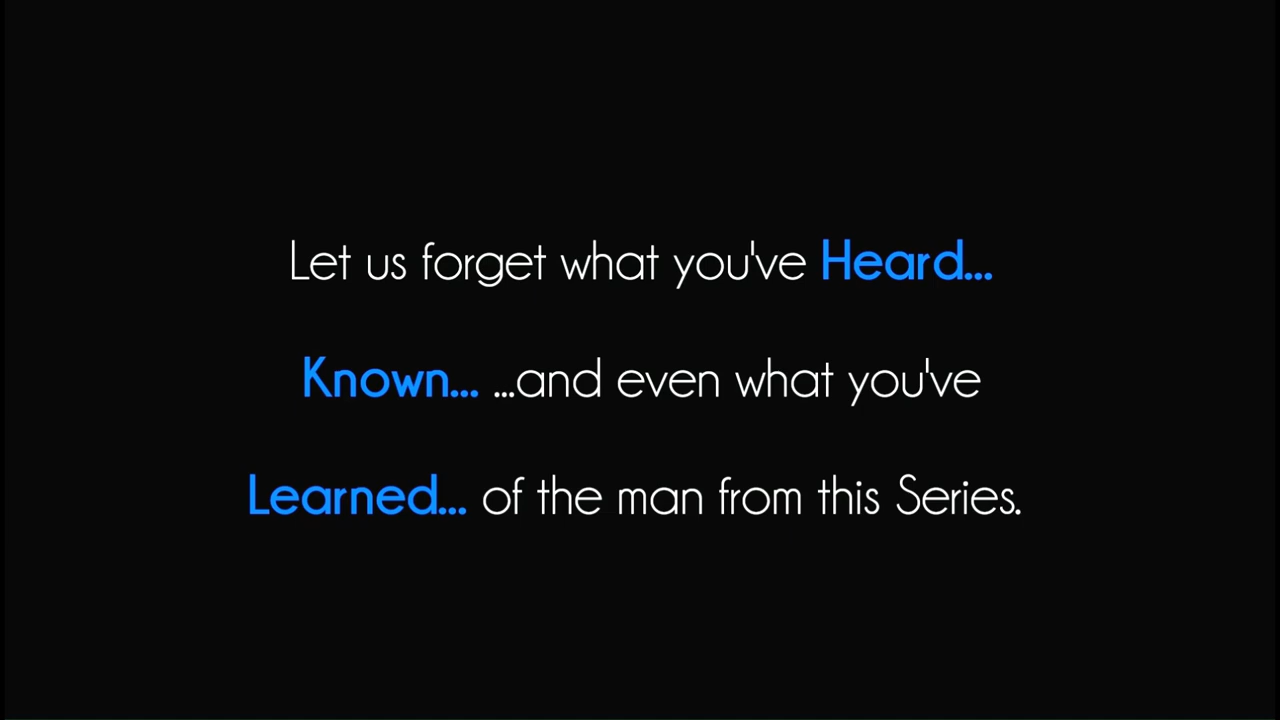 Let us forget what you've Heard...
Known... ...and even what you've
Learned... of the man from this Series.